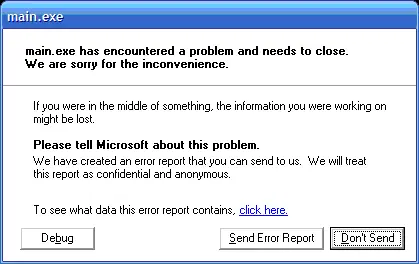 main.exe
main.exe has encountered a problem and needs to close.
We are sorry for the inconvenience.
If you were in the middle of something, the information you were working on
might be lost.
Please tell Microsoft about this problem.
We have created an error report that you can send to us. We will treat
this report as confidential and anonymous.
To see what data this error report contains, click here.
Debug
Send Error Report
Don't Send